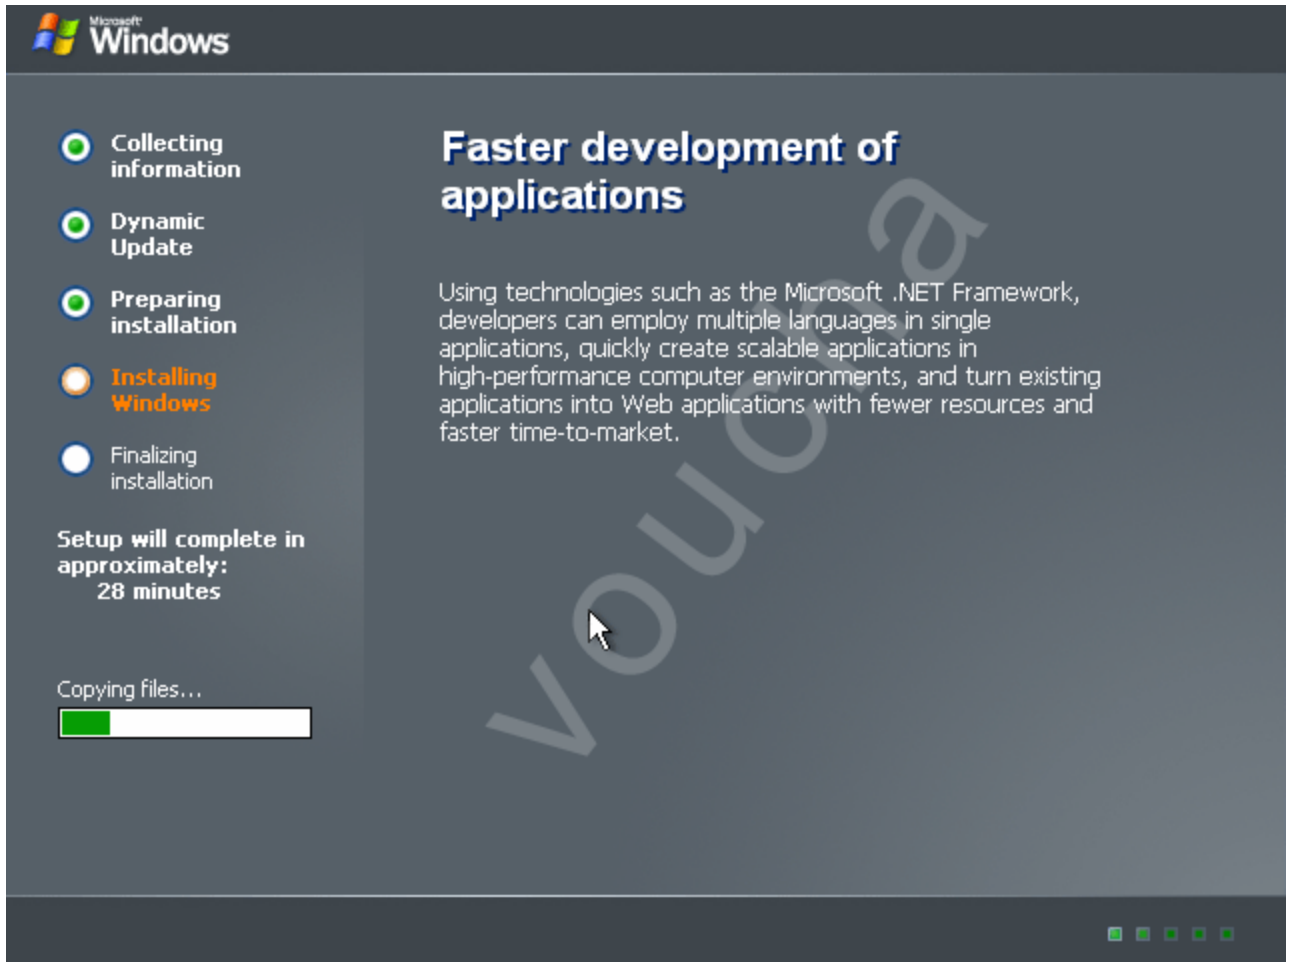 Microsoft
Windows
Collecting
information
Dynamic
Update
Preparing
installation
Installing
Windows
Finalizing
installation
Setup will complete in
approximately:
28 minutes
Copying files...
Faster development of
applications
Using technologies such as the Microsoft .NET Framework,
developers can employ multiple languages in single
applications, quickly create scalable applications in
high-performance computer environments, and turn existing
applications into Web applications with fewer resources and
faster time-to-market.
voucha